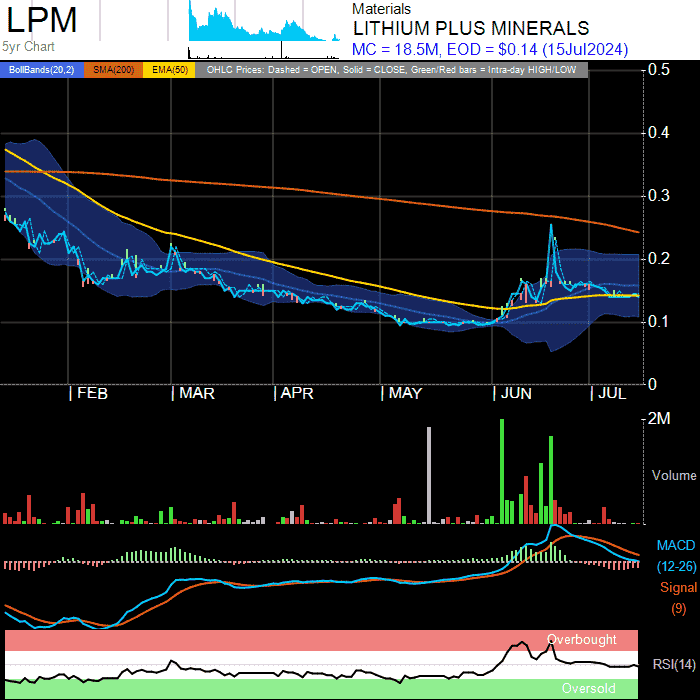 LPM
Materials
LITHIUM PLUS MINERALS
5yr Chart
MC = 18.5M, EOD = $0.14 (15Jul2024)
BollBands(20,2) SMA(200) EMA(50) OHLC Prices: Dashed = OPEN, Solid = CLOSE, Green/Red bars = Intra-day HIGH/LOW
0.5
0.4
0.3
0.2
0.1
0
FEB MAR APR MAY JUN JUL
2M
Volume
MACD
(12-26)
Signal
(9)
Overbought
RSI(14)
Oversold